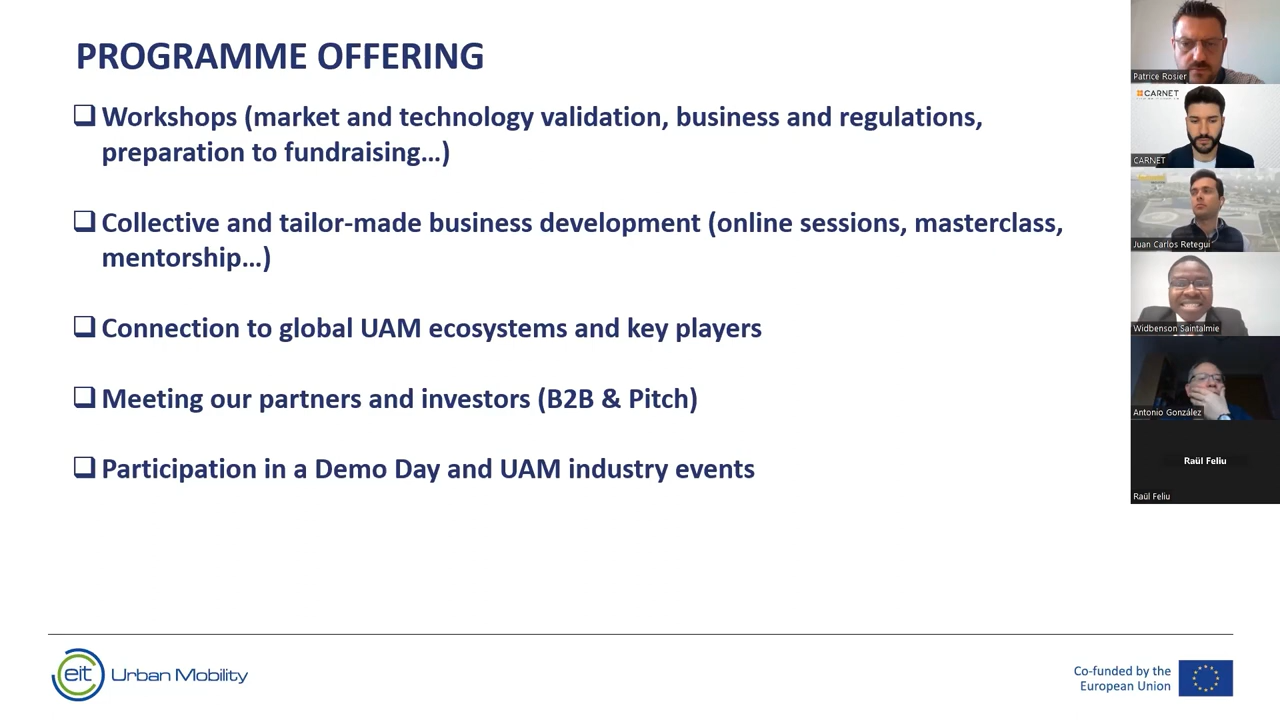 PROGRAMME OFFERING
Workshops (market and technology validation, business and regulations,
preparation to fundraising...)
Collective and tailor-made business development (online sessions, masterclass,
mentorship...)
Connection to global UAM ecosystems and key players
Meeting our partners and investors (B2B & Pitch)
Participation in a Demo Day and UAM industry events
eit Urban Mobility
Co-funded by the
European Union
Patrice Rosier
CARNET
CARNET
Juan Carlos Retegui
Widbenson Saintalmie
Antonio González
Raül Feliu
Raül Feliu